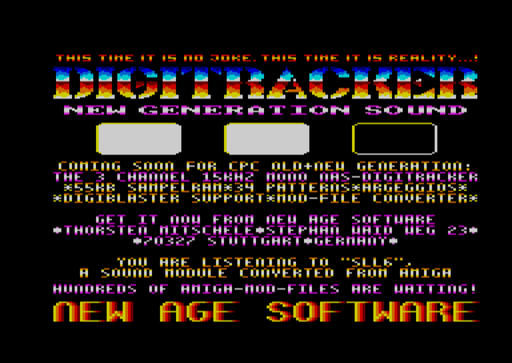 THIS TIME IT IS NO JOKE. THIS TIME IT IS REALITY...!
DIGITRACKER
NEW GENERATION SOUND
COMING SOON FOR CPC OLD+NEW GENERATION:
THE 3 CHANNEL 15KHZ MONO NAS-DIGITRACKER
*55KB SAMPELRAM*34 PATTERNS*ARGEGGIOS*
*DIGIBLASTER SUPPORT*MOD-FILE CONVERTER*
GET IT NOW FROM NEW AGE SOFTWARE
*THORSTEN MITSCHELE*STEPHAN WAID WEG 23*
*70327 STUTTGART*GERMANY*
YOU ARE LISTENING TO "SLL6",
A SOUND MODULE CONVERTED FROM AMIGA
HUNDREDS OF AMIGA-MOD-FILES ARE WAITING!
NEW AGE SOFTWARE